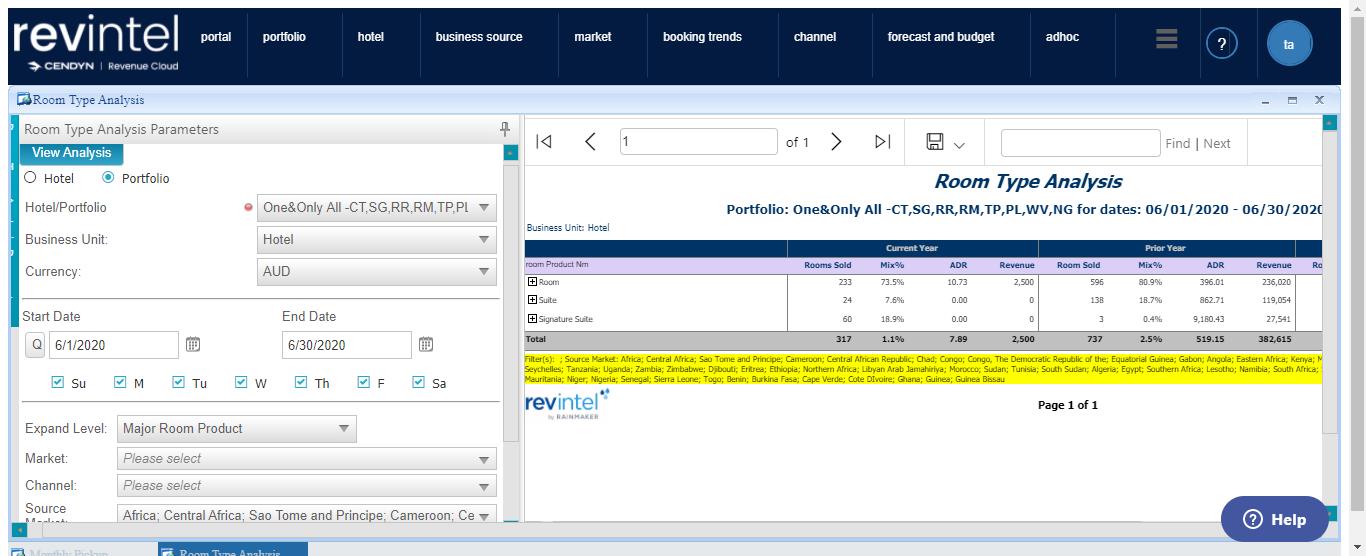 revintel
CENDYN | Revenue Cloud
portal
portfolio
hotel
business source
market
booking trends
channel
forecast and budget
adhoc
?
ta
Room Type Analysis
Room Type Analysis Parameters
View Analysis
Hotel
Portfolio
Hotel/Portfolio
One&Only All -CT,SG,RR,RM,TP,PL
Business Unit:
Hotel
Currency:
AUD
Start Date
End Date
Q
6/1/2020
6/30/2020
Su
M
Tu
W
Th
F
Sa
Expand Level:
Major Room Product
Market:
Please select
Channel:
Please select
Source
Africa; Central Africa; Sao Tome and Principe; Cameroon; Ce
1
of 1
Find | Next
Room Type Analysis
Portfolio: One&Only All -CT,SG,RR,RM,TP,PL,WV,NG for dates: 06/01/2020 - 06/30/2020
Business Unit: Hotel
Current Year Prior Year
room Product Nm Rooms Sold Mix% ADR Revenue Room Sold Mix% ADR Revenue Ro
Room 233 73.5% 10.73 2,500 596 80.9% 396.01 236,020
Suite 24 7.6% 0.00 0 138 18.7% 862.71 119,054
Signature Suite 60 18.9% 0.00 0 3 0.4% 9,180.43 27,541
Total 317 1.1% 7.89 2,500 737 2.5% 519.15 382,615
Filter(s): ; Source Market: Africa; Central Africa; Sao Tome and Principe; Cameroon; Central African Republic; Chad; Congo; Congo, The Democratic Republic of the; Equatorial Guinea; Gabon; Angola; Eastern Africa; Kenya; M
Seychelles; Tanzania; Uganda; Zambia; Zimbabwe; Djibouti; Eritrea; Ethiopia; Northern Africa; Libyan Arab Jamahiriya; Morocco; Sudan; Tunisia; South Sudan; Algeria; Egypt; Southern Africa; Lesotho; Namibia; South Africa;
Mauritania; Niger; Nigeria; Senegal; Sierra Leone; Togo; Benin; Burkina Fasa; Cape Verde; Cote DIvoire; Ghana; Guinea; Guinea Bissau
revintel
by RAINMAKER
Page 1 of 1
Help
Monthly Pickup
Room Type Analysis